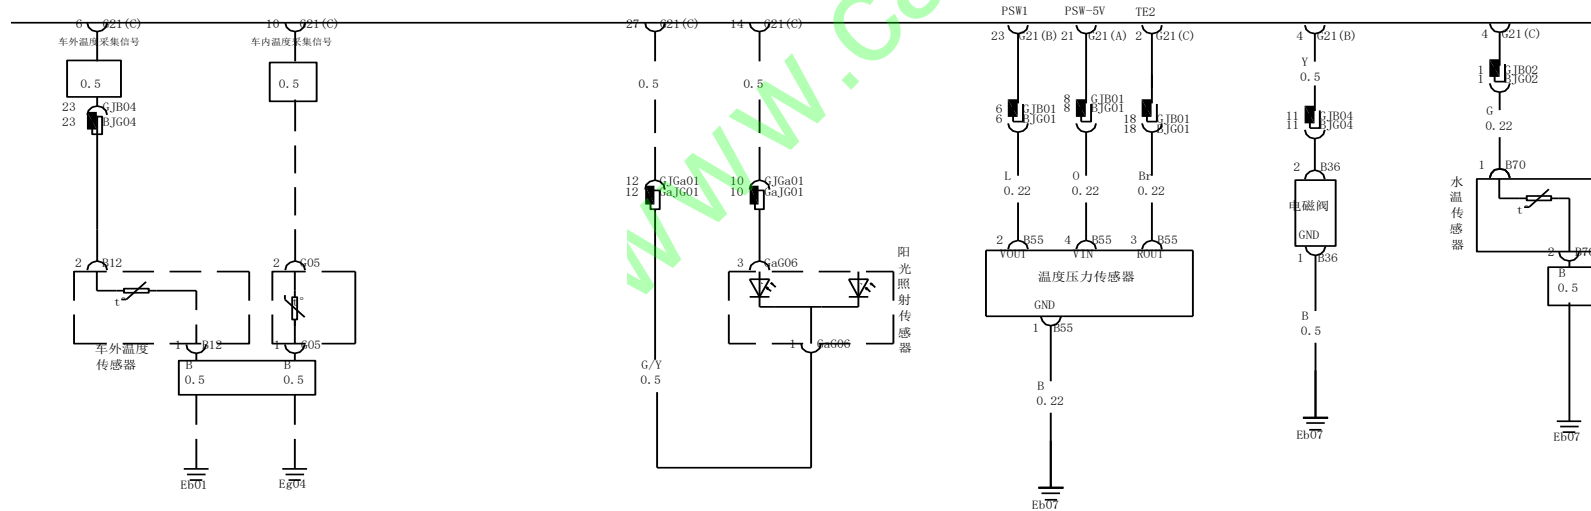 PSW1 PSW-5V TE2
6 G21(C) 10 G21(C) 27 G21(C) 14 G21(C) 23 G21(B) 21 G21(A) 2 G21(C) 4 G21(B) 4 G21(C)
车外温度采集信号 车内温度采集信号
0.5 0.5 0.5 0.5
Y
0.5
1 GJB02
1 BJG02
23 GJB04
23 BJG04
6 GJB01
6 BJG01
8 GJB01
8 BJG01
18 GJB01
18 BJG01
11 GJB04
11 BJG04
G
0.22
12 GJGa01
12 GaJG01
10 GJGa01
10 GaJG01
L
0.22
O
0.22
Br
0.22
2 B36
电磁阀
GND
1 B36
1 B70
水温传感器
t°
2 B70
2 B12
2 G05
3 GaG06
阳光照射传感器
2 B55 4 B55 3 B55
VOUT VIN ROUT
温度压力传感器
GND
1 B55
t°
t°
1 B12
1 G05
1 GaG06
车外温度
传感器
B
0.5
B
0.5
G/Y
0.5
B
0.22
B
0.5
B
0.5
Eb01 Eg04 Eb07 Eb07 Eb07
www.c